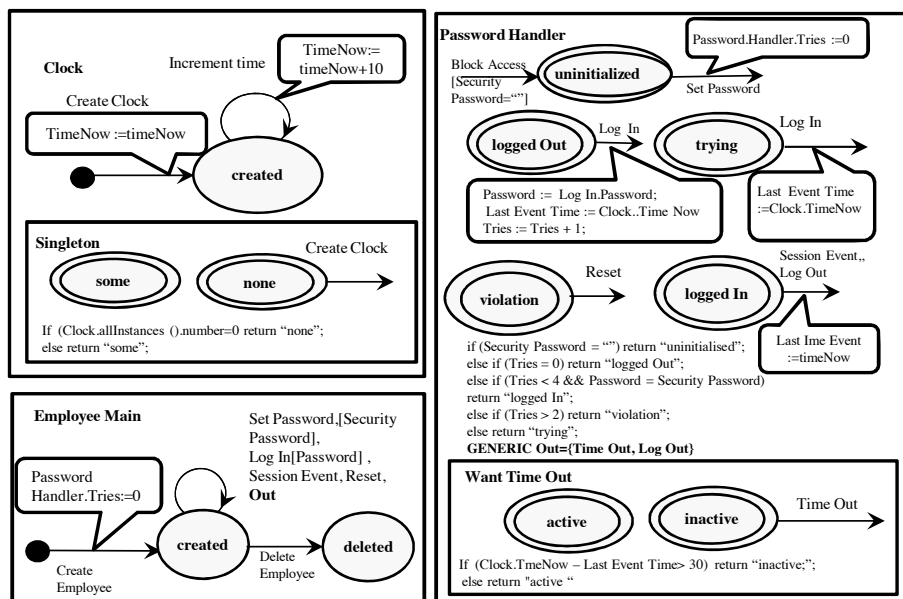 Clock
Increment time
TimeNow:=
timeNow+10
Create Clock
TimeNow :=timeNow
created
Singleton
Create Clock
some
none
If (Clock.allInstances ().number=0 return “none”;
else return “some”;
Employee Main
Set Password,[Security
Password],
Log In[Password] ,
Session Event, Reset,
Out
Password
Handler.Tries:=0
created
deleted
Create
Employee
Delete
Employee
Password Handler
Password.Handler.Tries :=0
Block Access
[Security
Password=“”]
uninitialized
Set Password
logged Out
Log In
trying
Log In
Password := Log In.Password;
Last Event Time := Clock..Time Now
Tries := Tries + 1;
Last Event Time
:=Clock.TimeNow
violation
Reset
logged In
Session Event,,
Log Out
Last Ime Event
:=timeNow
if (Security Password = “”) return “uninitialised”;
else if (Tries = 0) return “logged Out”;
else if (Tries < 4 && Password = Security Password)
return “logged In”;
else if (Tries > 2) return “violation”;
else return “trying”;
GENERIC Out={Time Out, Log Out}
Want Time Out
active
inactive
Time Out
If (Clock.TmeNow – Last Event Time> 30) return “inactive;”;
else return "active “